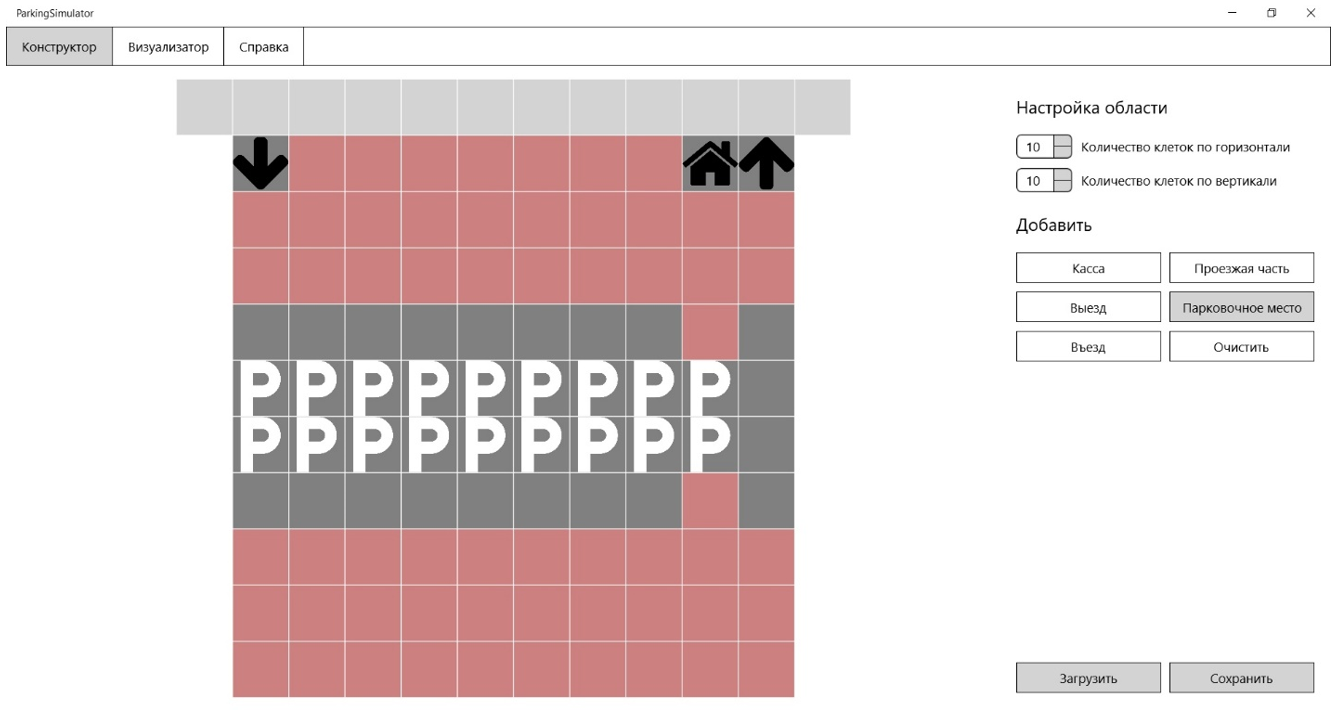 ParkingSimulator
Конструктор Визуализатор Справка
Настройка области
10 Количество клеток по горизонтали
10 Количество клеток по вертикали
Добавить
Касса Проезжая часть
Выезд Парковочное место
Въезд Очистить
P P P P P P P P P
P P P P P P P P P
Загрузить Сохранить